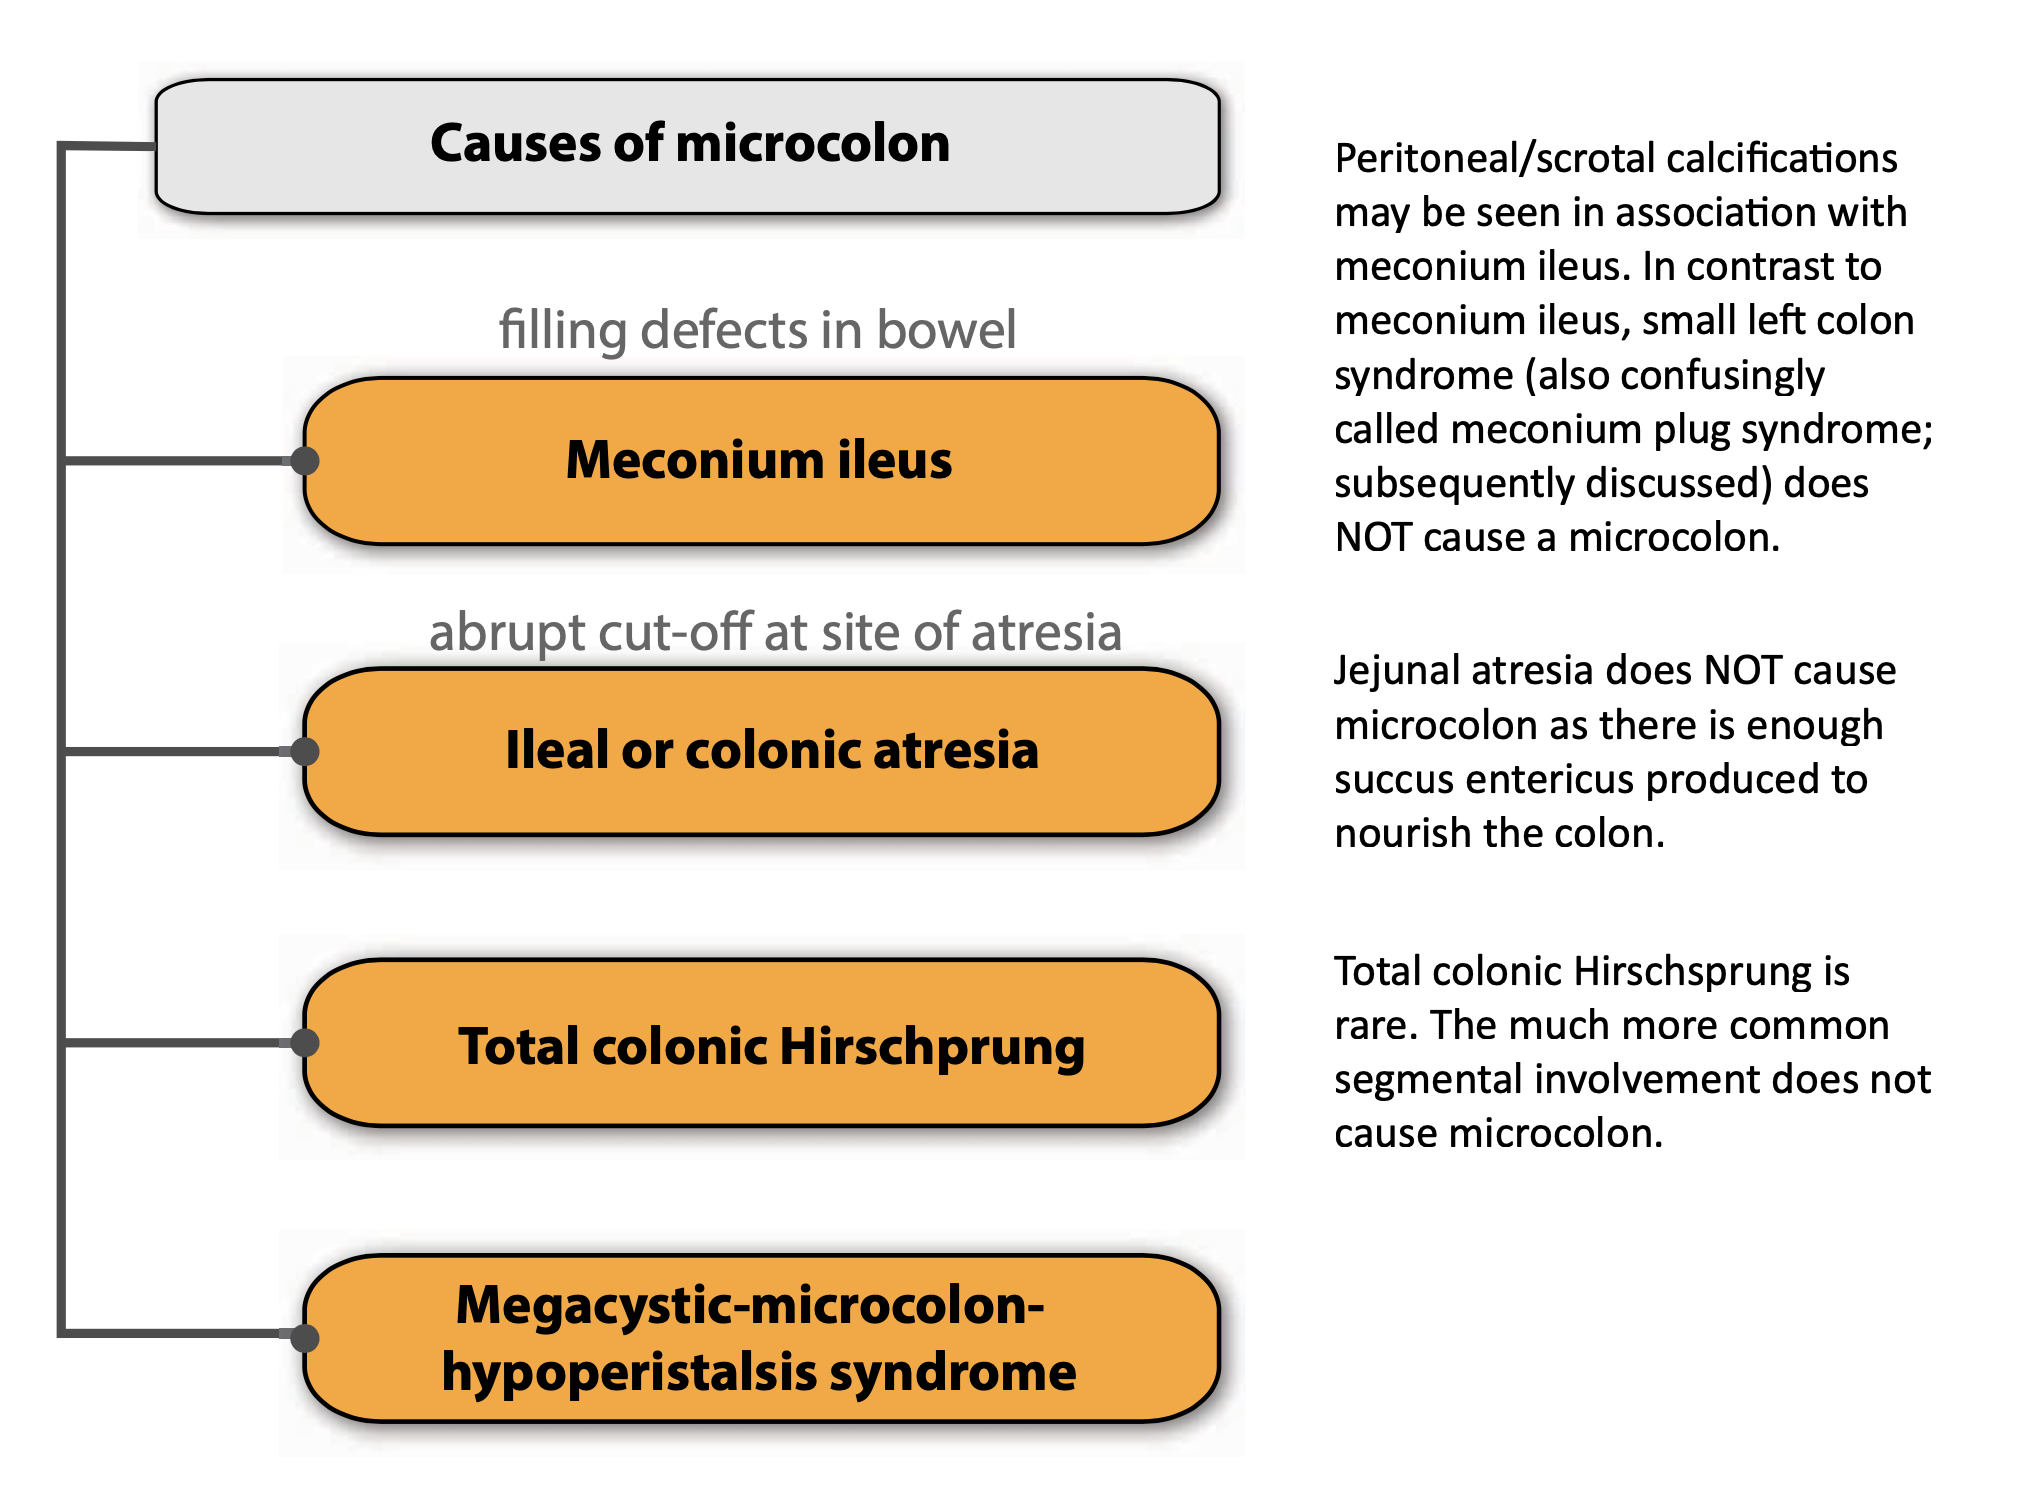 Causes of microcolon
filling defects in bowel
Meconium ileus
Peritoneal/scrotal calcifications
may be seen in association with
meconium ileus. In contrast to
meconium ileus, small left colon
syndrome (also confusingly
called meconium plug syndrome;
subsequently discussed) does
NOT cause a microcolon.
abrupt cut-off at site of atresia
Ileal or colonic atresia
Jejunal atresia does NOT cause
microcolon as there is enough
succus entericus produced to
nourish the colon.
Total colonic Hirschprung
Total colonic Hirschsprung is
rare. The much more common
segmental involvement does not
cause microcolon.
Megacystic-microcolon-
hypoperistalsis syndrome